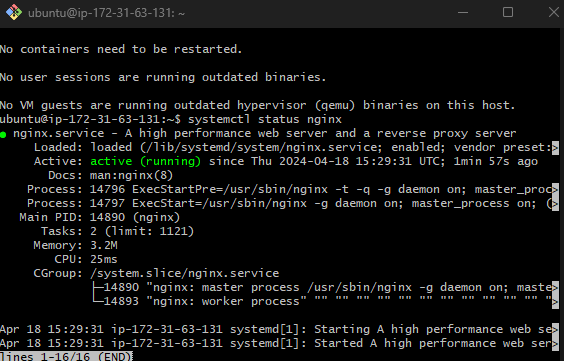 ubuntu@ip-172-31-63-131: ~
No containers need to be restarted.
No user sessions are running outdated binaries.
No VM guests are running outdated hypervisor (qemu) binaries on this host.
ubuntu@ip-172-31-63-131:~$ systemctl status nginx
● nginx.service - A high performance web server and a reverse proxy server
Loaded: loaded (/lib/systemd/system/nginx.service; enabled; vendor preset:>
Active: active (running) since Thu 2024-04-18 15:29:31 UTC; 1min 57s ago
Docs: man:nginx(8)
Process: 14796 ExecStartPre=/usr/sbin/nginx -t -q -g daemon on; master_proc>
Process: 14797 ExecStart=/usr/sbin/nginx -g daemon on; master_process on; (>
Main PID: 14890 (nginx)
Tasks: 2 (limit: 1121)
Memory: 3.2M
CPU: 25ms
CGroup: /system.slice/nginx.service
├─14890 "nginx: master process /usr/sbin/nginx -g daemon on; maste>
└─14893 "nginx: worker process" "" "" "" "" "" "" "" "" "" "" "" ">
Apr 18 15:29:31 ip-172-31-63-131 systemd[1]: Starting A high performance web se>
Apr 18 15:29:31 ip-172-31-63-131 systemd[1]: Started A high performance web ser>
lines 1-16/16 (END)